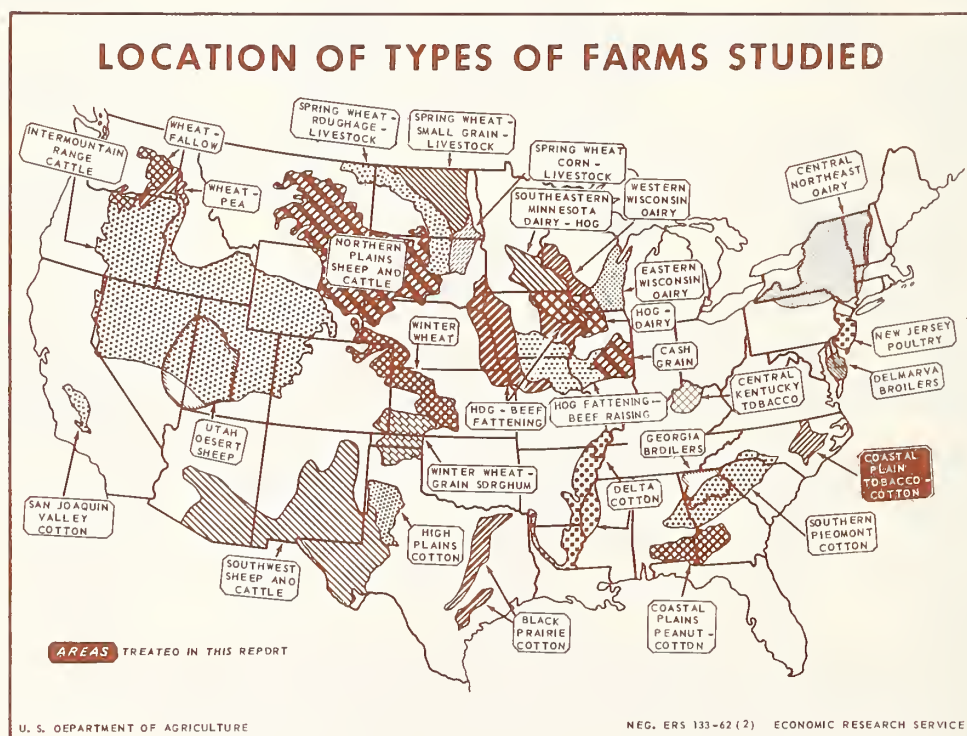 LOCATION OF TYPES OF FARMS STUDIED
SPRING WHEAT -
ROUGHAGE -
LIVESTOCK
SPRING WHEAT -
SMALL GRAIN -
LIVESTOCK
WHEAT -
FALLOW
INTERMOUNTAIN
RANGE
CATTLE
WHEAT -
PEA
SPRING WHEAT
CORN -
LIVESTOCK
SOUTHEASTERN
MINNESOTA
DAIRY - HOG
WESTERN
WISCONSIN
OAIRY
CENTRAL
NORTHEAST
OAIRY
NORTHERN
PLAINS
SHEEP AND
CATTLE
EASTERN
WISCONSIN
OAIRY
HOG -
DAIRY
WINTER
WHEAT
CASH
GRAIN
NEW JERSEY
POULTRY
DELMARVA
BROILERS
CENTRAL
KENTUCKY
TOBACCO
HOG - BEEF
FATTENING
HOG FATTENING -
BEEF RAISING
UTAH
DESERT
SHEEP
GEORGIA
BROILERS
COASTAL
PLAIN
TOBACCO -
COTTON
WINTER WHEAT -
GRAIN SORGHUM
DELTA
COTTON
SAN JOAQUIN
VALLEY
COTTON
HIGH
PLAINS
COTTON
SOUTHERN
PIEOMONT
COTTON
SOUTHWEST
SHEEP AND
CATTLE
BLACK
PRAIRIE
COTTON
COASTAL
PLAINS
PEANUT -
COTTON
AREAS TREATED IN THIS REPORT
U. S. OEPARTMENT OF AGRICULTURE
NEG. ERS 133-62 (2) ECONOMIC RESEARCH SERVICE